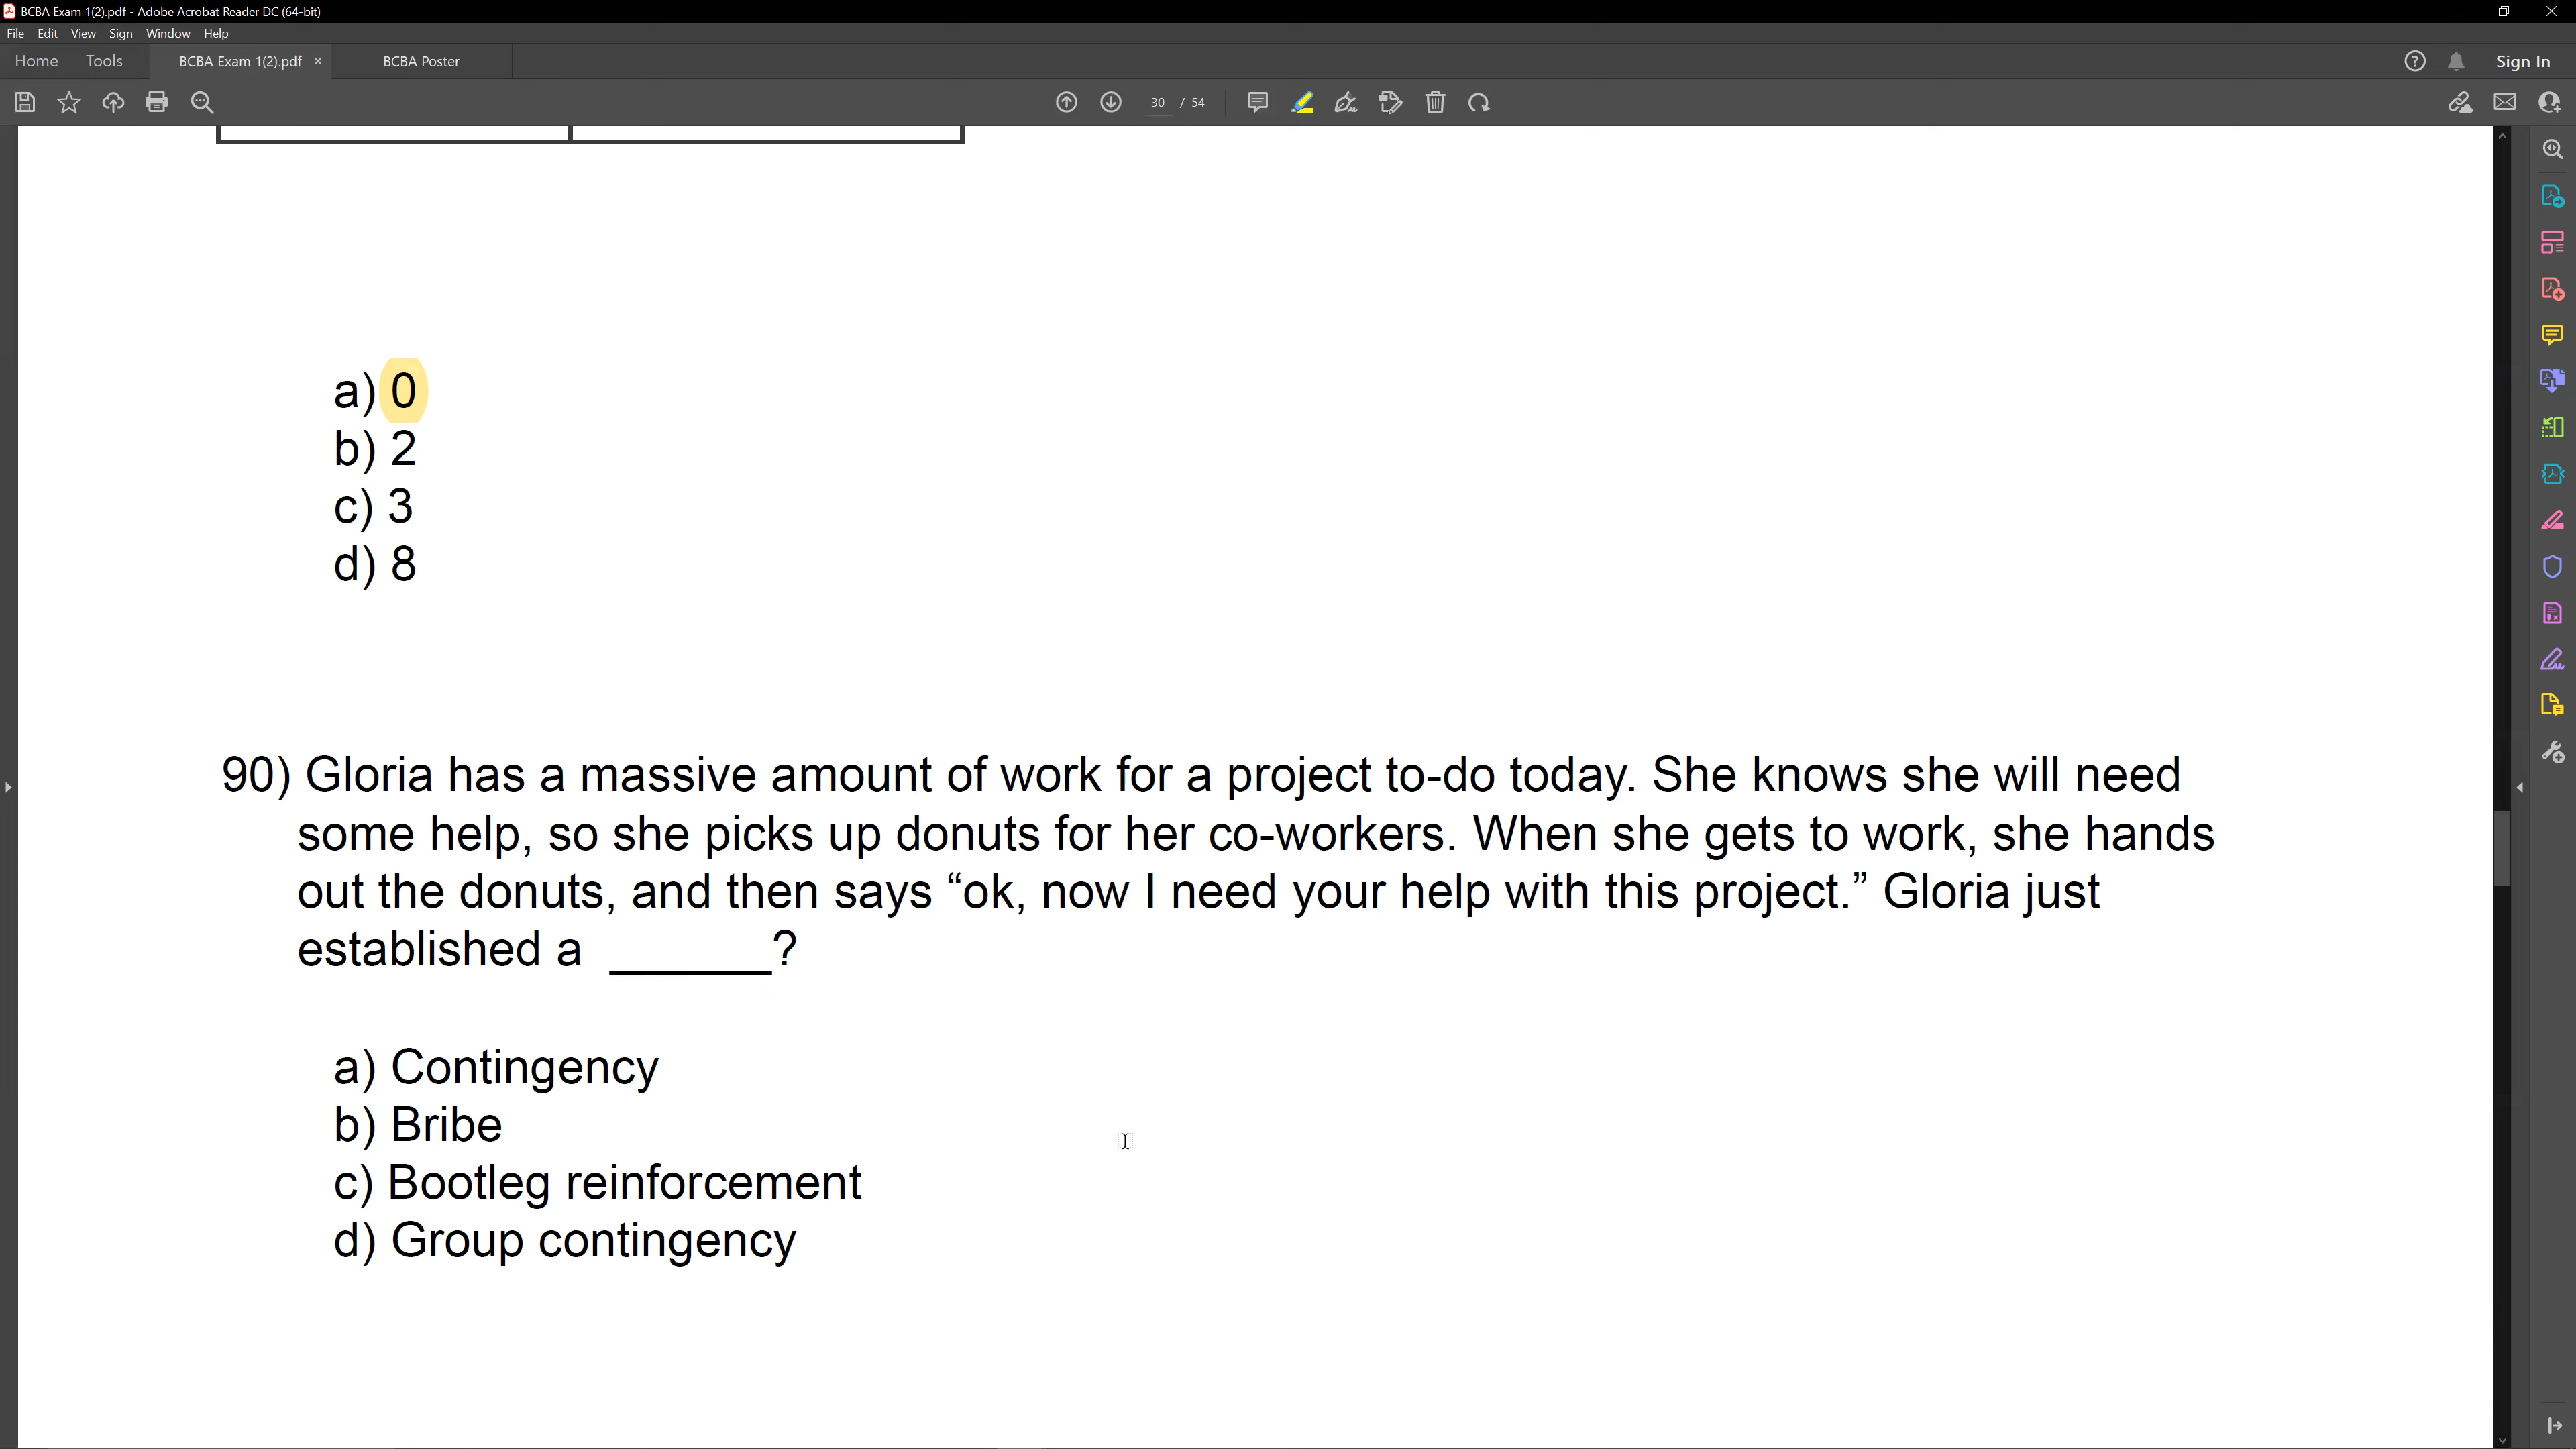 BCBA Exam 1(2).pdf - Adobe Acrobat Reader DC (64-bit)
File Edit View Sign Window Help
Home Tools BCBA Exam 1(2).pdf × BCBA Poster Sign In
30 / 54
a) 0
b) 2
c) 3
d) 8
90) Gloria has a massive amount of work for a project to-do today. She knows she will need
some help, so she picks up donuts for her co-workers. When she gets to work, she hands
out the donuts, and then says “ok, now I need your help with this project.” Gloria just
established a ______?
a) Contingency
b) Bribe
c) Bootleg reinforcement
d) Group contingency